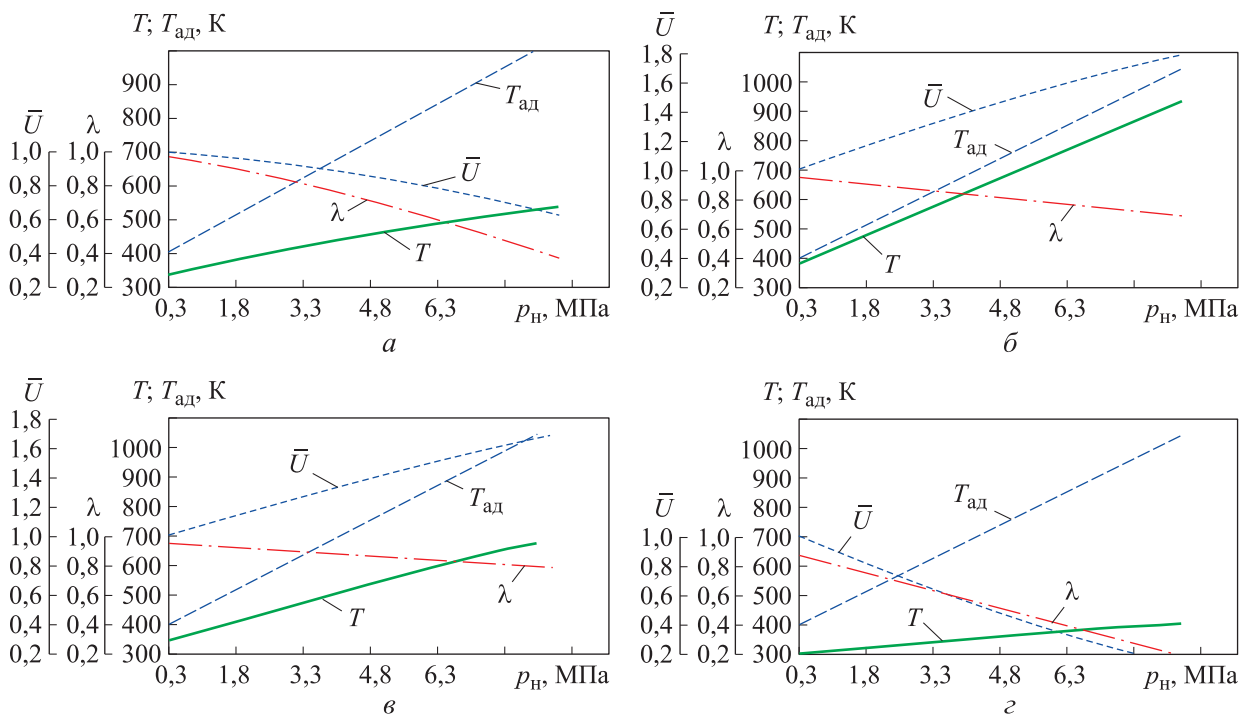 T; Tад, К
U̅ λ
900
800
1,0 1,0 700
0,8 0,8 600
0,6 0,6 500
0,4 0,4 400
0,2 0,2 300
Tад
U̅
λ
T
0,3 1,8 3,3 4,8 6,3 pн, МПа
а
U̅ T; Tад, К
1,8
1,6 1000
1,4 900
1,2 λ 800
1,0 1,0 700
0,8 0,8 600
0,6 0,6 500
0,4 0,4 400
0,2 0,2 300
U̅
Tад
λ
T
0,3 1,8 3,3 4,8 6,3 pн, МПа
б
U̅ T; Tад, К
1,8
1,6 1000
1,4 900
1,2 λ 800
1,0 1,0 700
0,8 0,8 600
0,6 0,6 500
0,4 0,4 400
0,2 0,2 300
U̅
Tад
λ
T
0,3 1,8 3,3 4,8 6,3 pн, МПа
в
T; Tад, К
1000
900
U̅ λ 800
1,0 1,0 700
0,8 0,8 600
0,6 0,6 500
0,4 0,4 400
0,2 0,2 300
Tад
U̅
λ
T
0,3 1,8 3,3 4,8 6,3 pн, МПа
г